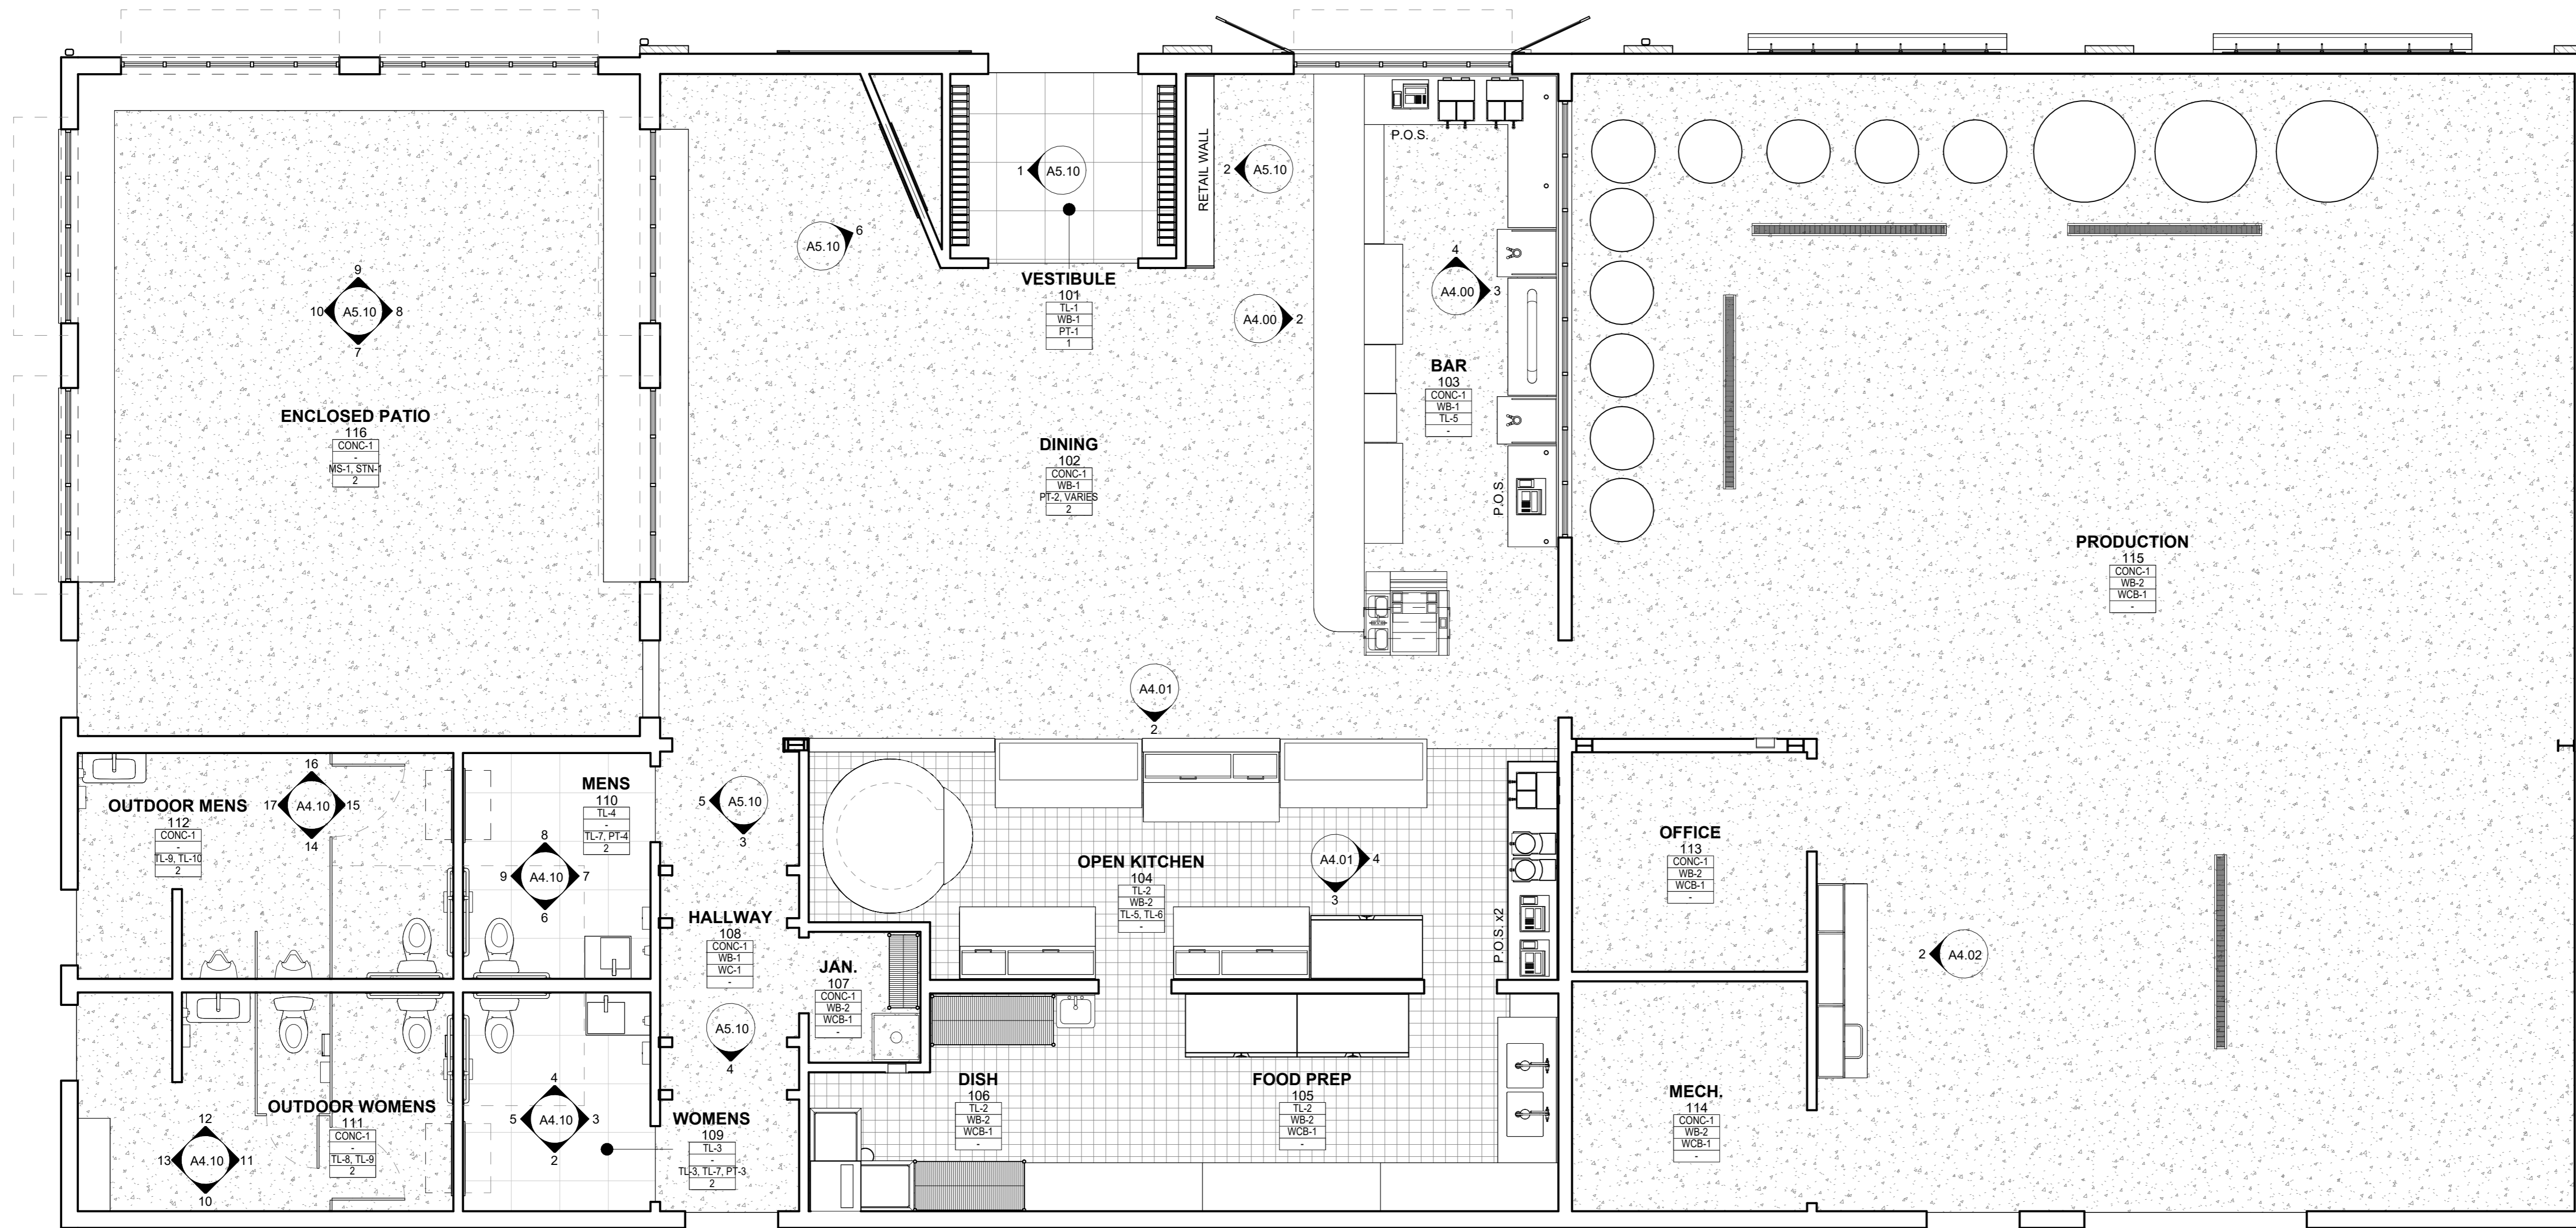 P.O.S.
RETAIL WALL
1
A5.10
2
A5.10
A5.10
6
VESTIBULE
101
TL-1
WB-1
PT-1
1
A4.00
2
4
A4.00
3
9
10
A5.10
8
7
BAR
103
CONC-1
WB-1
TL-5
-
ENCLOSED PATIO
116
CONC-1
-
MS-1, STN-1
2
DINING
102
CONC-1
WB-1
PT-2, VARIES
2
P.O.S.
PRODUCTION
115
CONC-1
WB-2
WCB-1
-
A4.01
2
16
17
A4.10
15
14
OUTDOOR MENS
112
CONC-1
-
TL-9, TL-10
2
MENS
110
TL-4
-
TL-7, PT-4
2
8
9
A4.10
7
6
5
A5.10
3
OPEN KITCHEN
104
TL-2
WB-2
TL-5, TL-6
-
A4.01
4
3
P.O.S. x2
OFFICE
113
CONC-1
WB-2
WCB-1
-
HALLWAY
108
CONC-1
WB-1
WC-1
-
JAN.
107
CONC-1
WB-2
WCB-1
-
2
A4.02
A5.10
4
DISH
106
TL-2
WB-2
WCB-1
-
FOOD PREP
105
TL-2
WB-2
WCB-1
-
MECH.
114
CONC-1
WB-2
WCB-1
-
OUTDOOR WOMENS
111
CONC-1
-
TL-8, TL-9
2
12
13
A4.10
11
10
4
5
A4.10
3
2
WOMENS
109
TL-3
-
TL-3, TL-7, PT-3
2